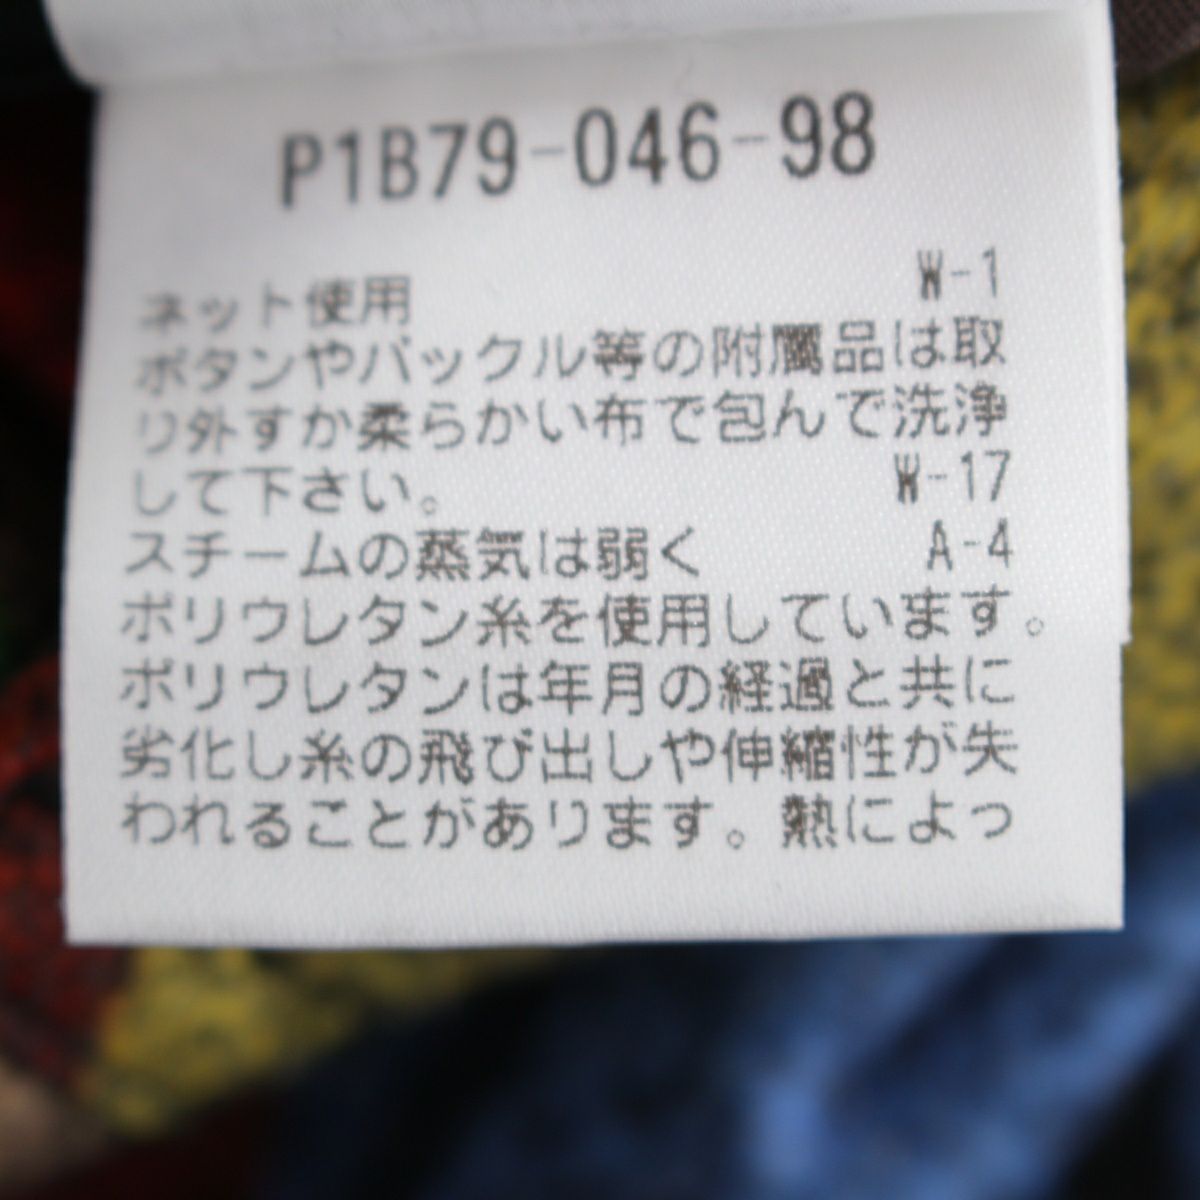 P1B79-046-98
ネット使用 W-1
ボタンやバックル等の附属品は取
り外すか柔らかい布で包んで洗浄
して下さい。 W-17
スチームの蒸気は弱く A-4
ポリウレタン糸を使用しています。
ポリウレタンは年月の経過と共に
劣化し糸の飛び出しや伸縮性が失
われることがあります。熱によっ